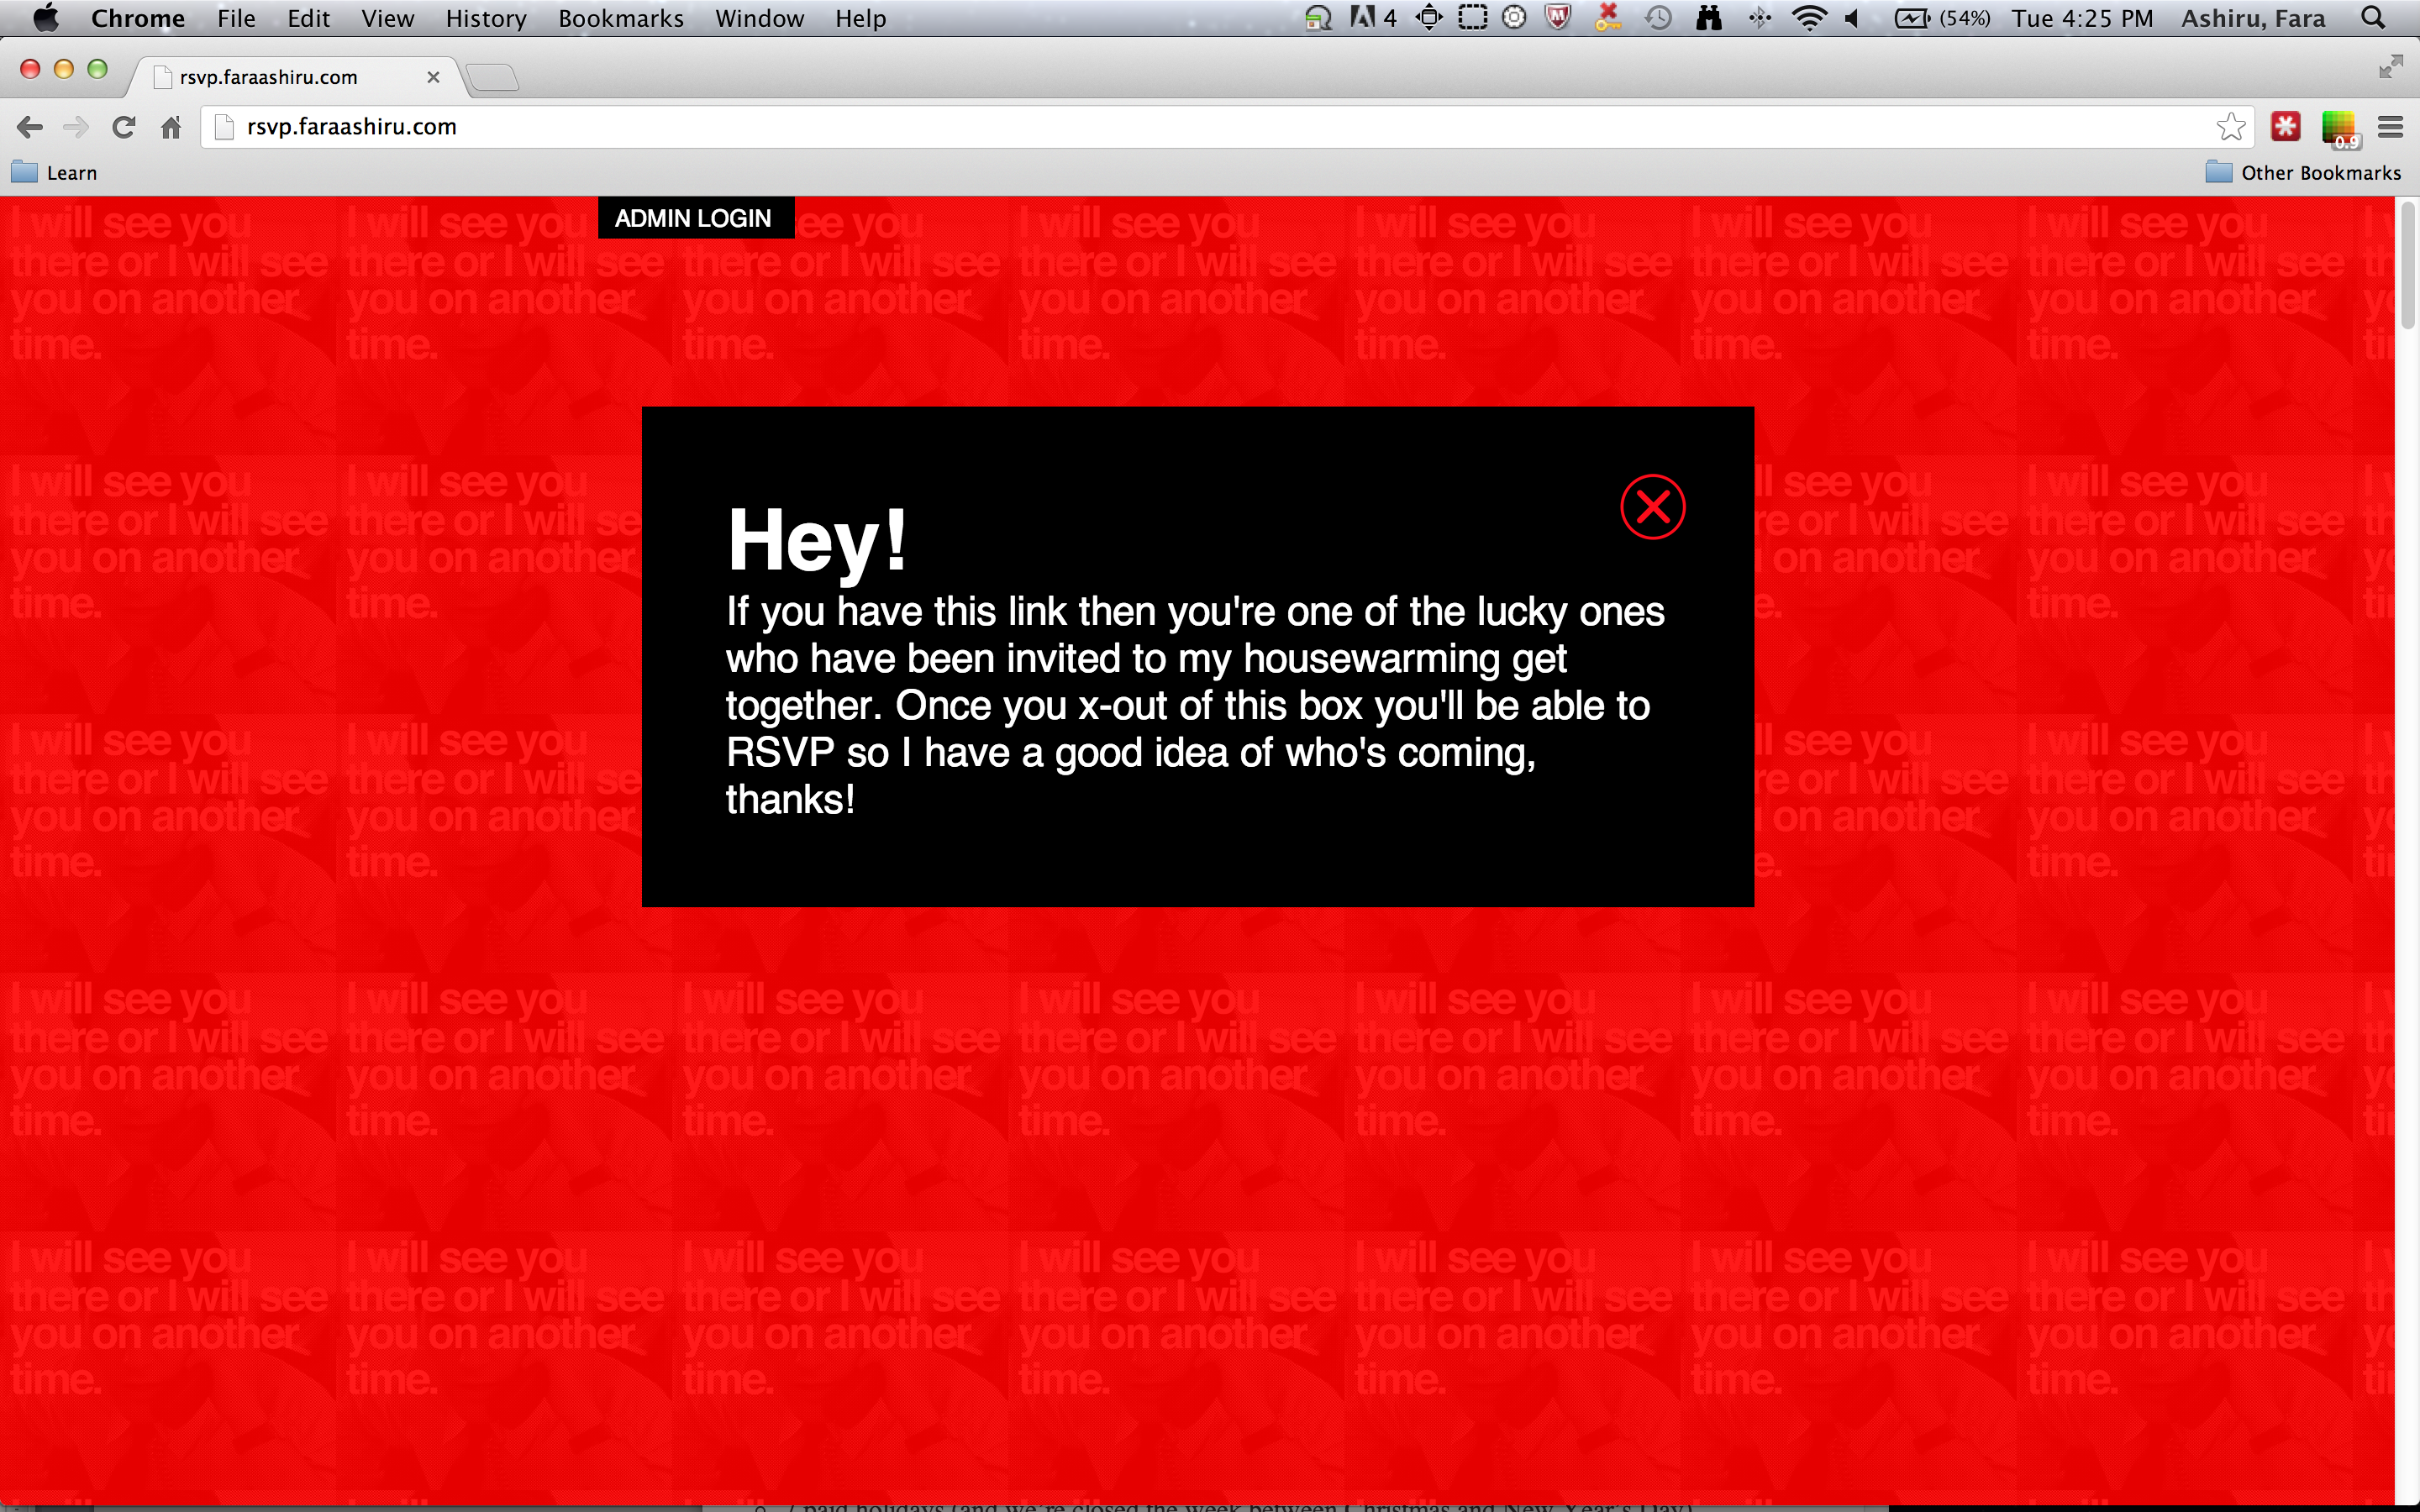 Chrome File Edit View History Bookmarks Window Help 4 (54%) Tue 4:25 PM Ashiru, Fara
rsvp.faraashiru.com
rsvp.faraashiru.com
0.9
Learn Other Bookmarks
ADMIN LOGIN
Hey!
If you have this link then you're one of the lucky ones
who have been invited to my housewarming get
together. Once you x-out of this box you'll be able to
RSVP so I have a good idea of who's coming,
thanks!
I will see you
there or I will see
you on another
time.
7 paid holidays (and we're closed the week between Christmas and New Year's Day)